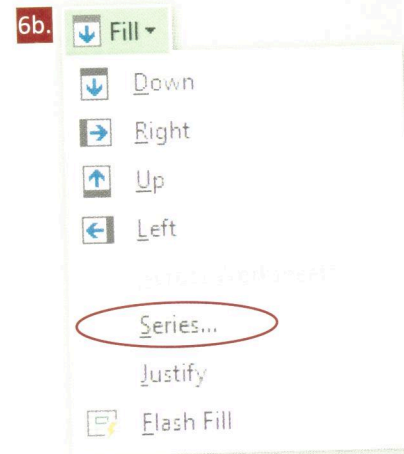 6b.
Fill
Down
Right
Up
Left
Series...
Justify
Flash Fill